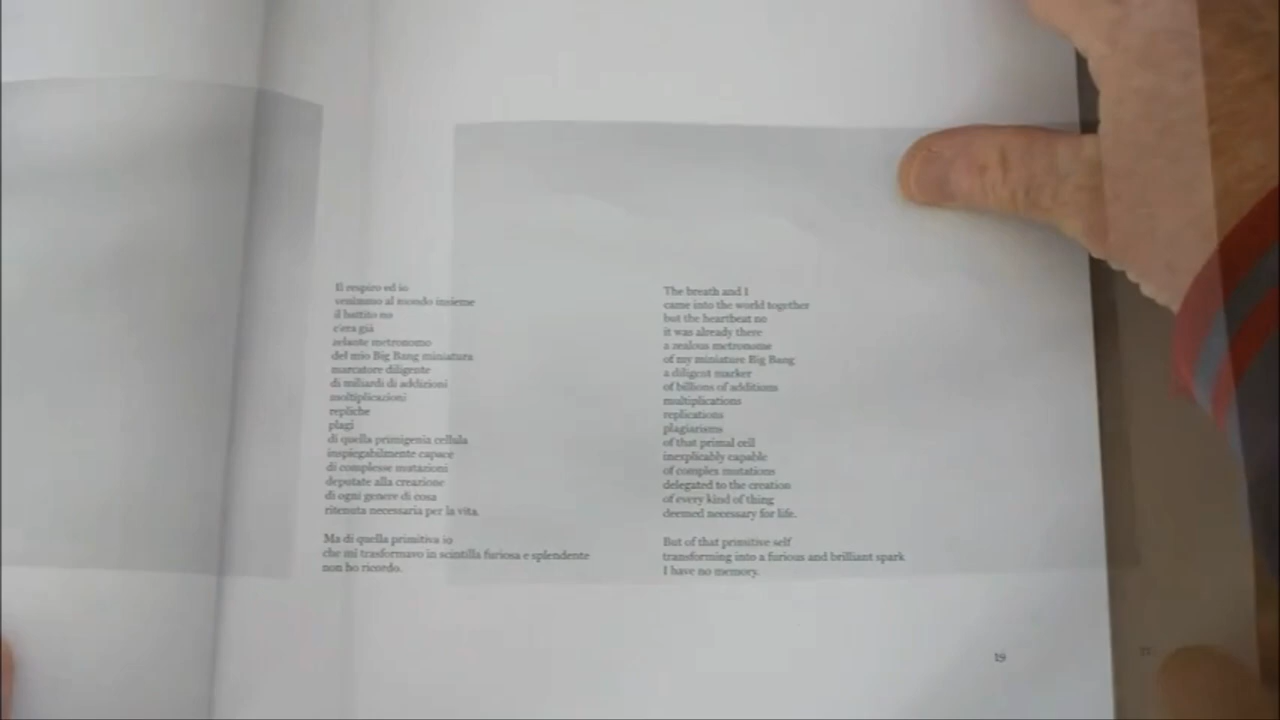 Il respiro ed io
venimmo al mondo insieme
il battito no
c'era già
zelante metronomo
del mio Big Bang miniatura
marcatore diligente
di miliardi di addizioni
moltiplicazioni
repliche
plagi
di quella primigenia cellula
inspiegabilmente capace
di complesse mutazioni
deputate alla creazione
di ogni genere di cosa
ritenuta necessaria per la vita.
Ma di quella primitiva io
che mi trasformavo in scintilla furiosa e splendente
non ho ricordo.
The breath and I
came into the world together
but the heartbeat no
it was already there
a zealous metronome
of my miniature Big Bang
a diligent marker
of billions of additions
multiplications
replications
plagiarisms
of that primal cell
inexplicably capable
of complex mutations
delegated to the creation
of every kind of thing
deemed necessary for life.
But of that primitive self
transforming into a furious and brilliant spark
I have no memory.
19